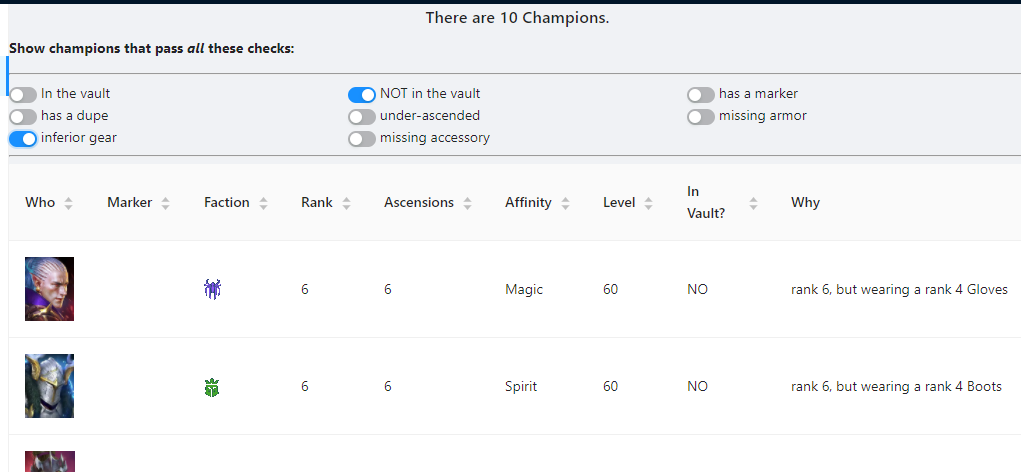 There are 10 Champions.
Show champions that pass all these checks:
In the vault NOT in the vault has a marker
has a dupe under-ascended missing armor
inferior gear missing accessory
Who Marker Faction Rank Ascensions Affinity Level In Vault? Why
6 6 Magic 60 NO rank 6, but wearing a rank 4 Gloves
6 6 Spirit 60 NO rank 6, but wearing a rank 4 Boots